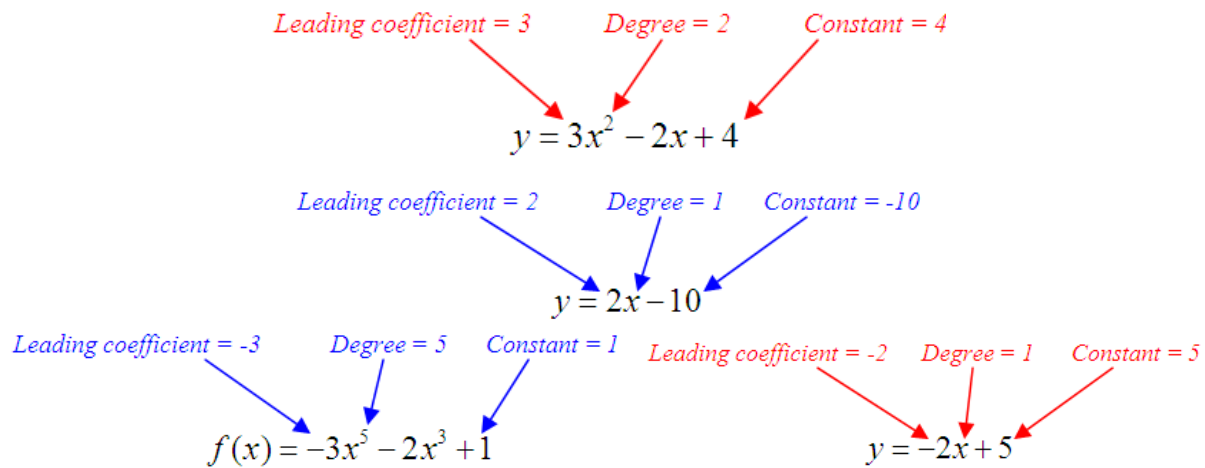 Leading coefficient = 3 Degree = 2 Constant = 4
y = 3x² − 2x + 4
Leading coefficient = 2 Degree = 1 Constant = -10
y = 2x − 10
Leading coefficient = -3 Degree = 5 Constant = 1
f(x) = −3x⁵ − 2x³ + 1
Leading coefficient = -2 Degree = 1 Constant = 5
y = −2x + 5